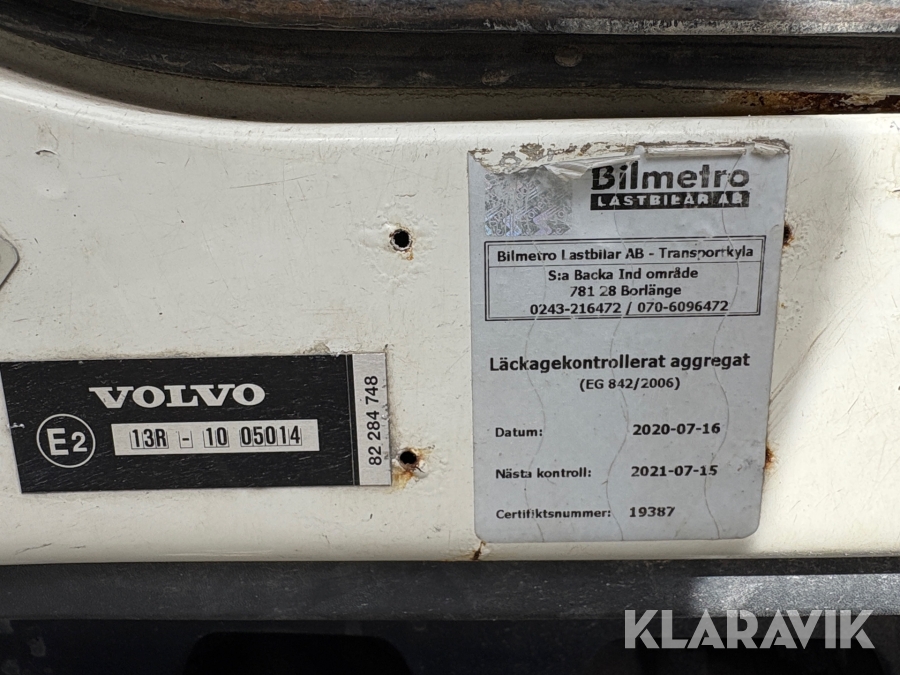 VOLVO
E2
13R - 10 05014
82 284 748
Bilmetro
LASTBILAR AB
Bilmetro Lastbilar AB - Transportkyla
S:a Backa Ind område
781 28 Borlänge
0243-216472 / 070-6096472
Läckagekontrollerat aggregat
(EG 842/2006)
Datum: 2020-07-16
Nästa kontroll: 2021-07-15
Certifiktsnummer: 19387
KLARAVIK